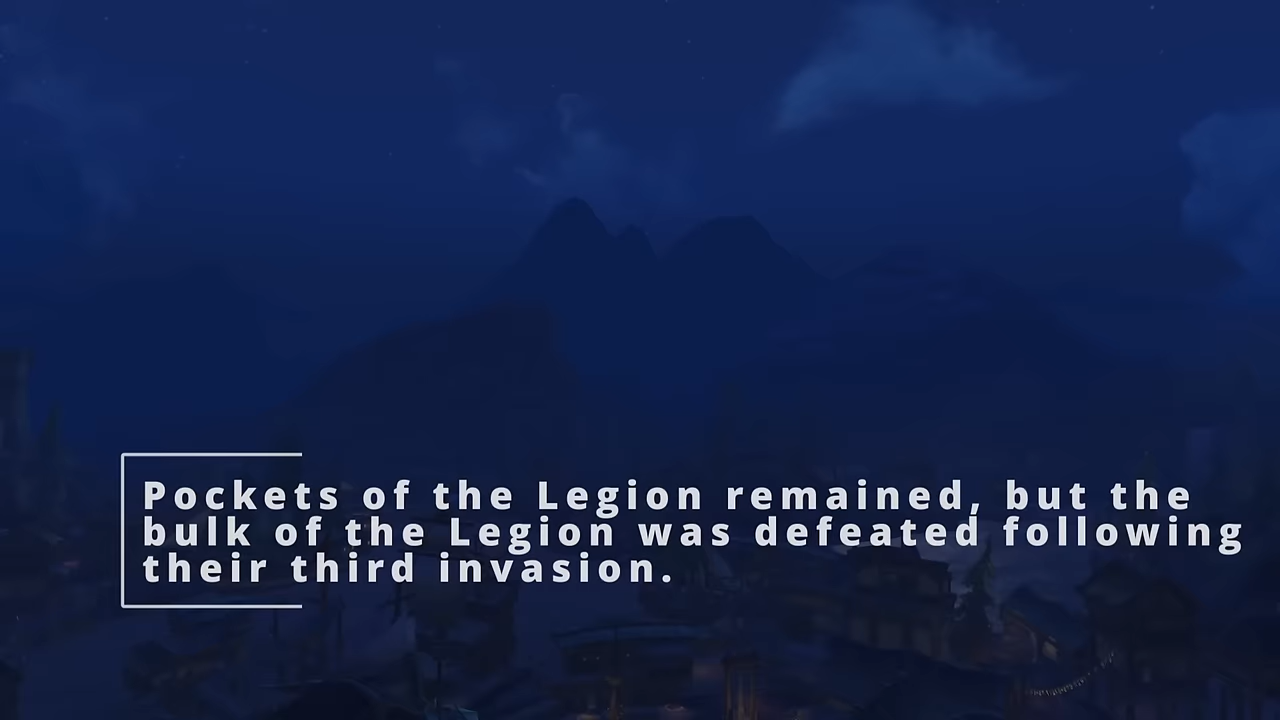 Pockets of the Legion remained, but the
bulk of the Legion was defeated following
their third invasion.